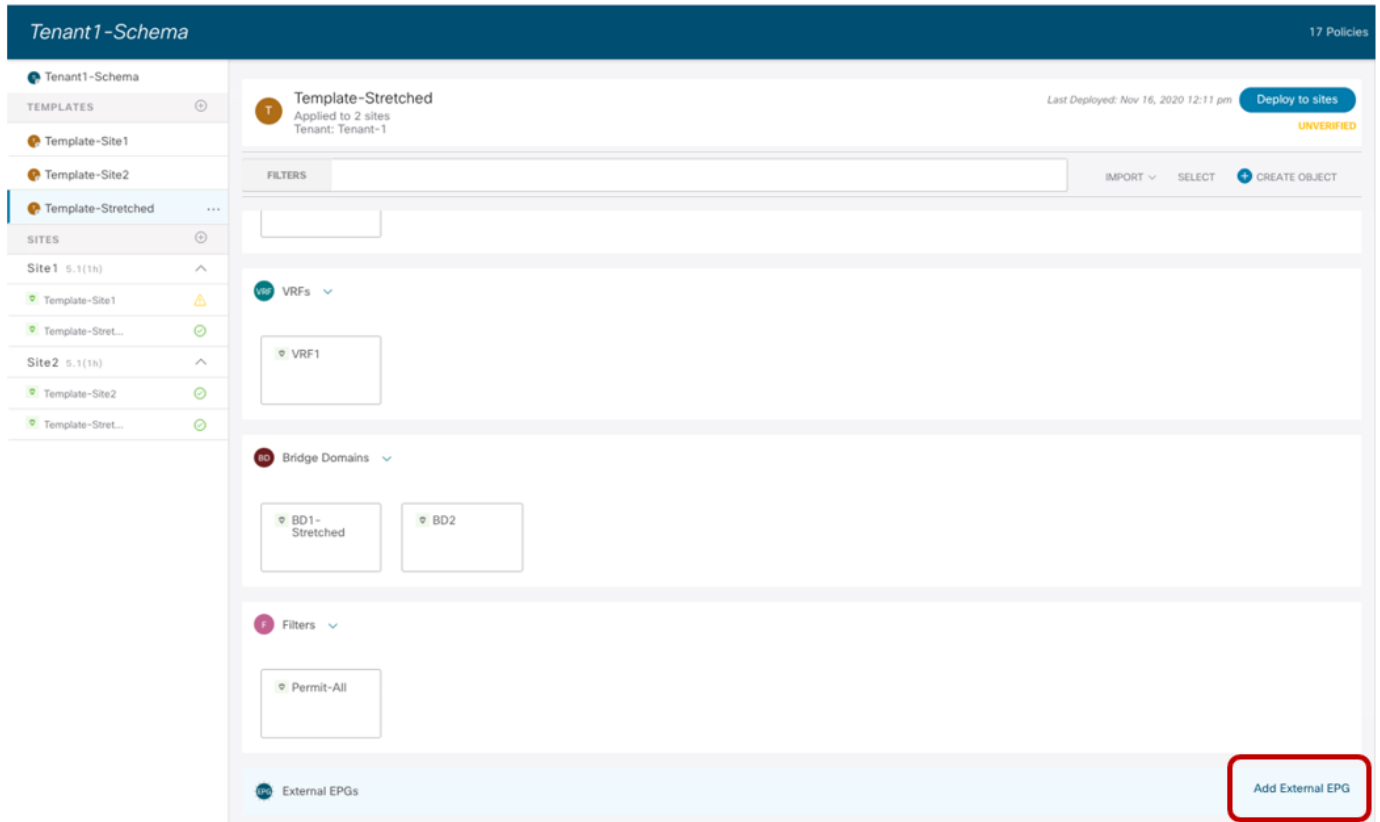 Tenant1-Schema
17 Policies
Tenant1-Schema
TEMPLATES
Template-Site1
Template-Site2
Template-Stretched
...
SITES
Site1 5.1(1h)
Template-Site1
Template-Stret...
Site2 5.1(1h)
Template-Site2
Template-Stret...
T
Template-Stretched
Applied to 2 sites
Tenant: Tenant-1
Last Deployed: Nov 16, 2020 12:11 pm
Deploy to sites
UNVERIFIED
FILTERS
IMPORT
SELECT
CREATE OBJECT
VRF VRFs
VRF1
BD Bridge Domains
BD1-
Stretched
BD2
F Filters
Permit-All
EPG External EPGs
Add External EPG